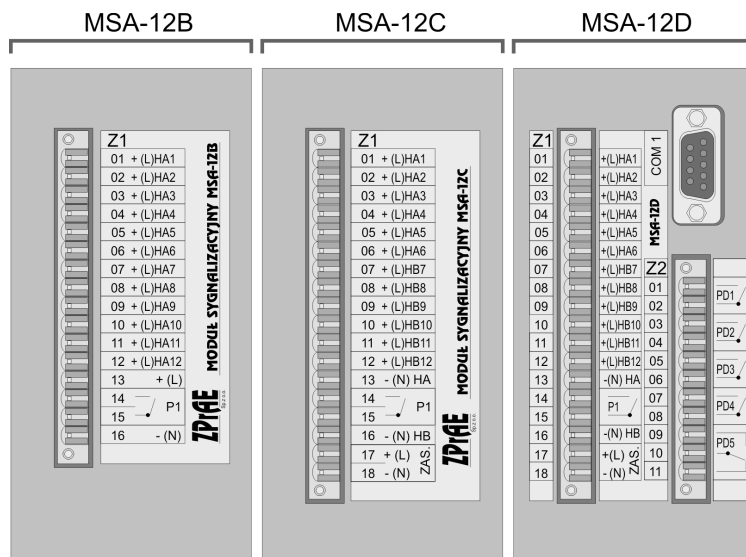 MSA-12B
MSA-12C
MSA-12D
Z1
01 + (L)HA1
02 + (L)HA2
03 + (L)HA3
04 + (L)HA4
05 + (L)HA5
06 + (L)HA6
07 + (L)HA7
08 + (L)HA8
09 + (L)HA9
10 + (L)HA10
11 + (L)HA11
12 + (L)HA12
13 + (L)
14
15
P1
16 - (N)
MODUŁ SYGNALIZACYJNY MSA-12B
ZPrAE Sp. z o.o.
Z1
01 + (L)HA1
02 + (L)HA2
03 + (L)HA3
04 + (L)HA4
05 + (L)HA5
06 + (L)HA6
07 + (L)HB7
08 + (L)HB8
09 + (L)HB9
10 + (L)HB10
11 + (L)HB11
12 + (L)HB12
13 - (N) HA
14
15
P1
16 - (N) HB
17 + (L)
18 - (N)
ZAS.
MODUŁ SYGNALIZACYJNY MSA-12C
ZPrAE Sp. z o.o.
Z1
01 +(L)HA1
02 +(L)HA2
03 +(L)HA3
04 +(L)HA4
05 +(L)HA5
06 +(L)HA6
07 +(L)HB7
08 +(L)HB8
09 +(L)HB9
10 +(L)HB10
11 +(L)HB11
12 +(L)HB12
13 -(N) HA
14
15
P1
16 -(N) HB
17 +(L)
18 -(N)
ZAS.
COM 1
MSA-12D
Z2
01
02
03
04
05
06
07
08
09
10
11
PD1
PD2
PD3
PD4
PD5